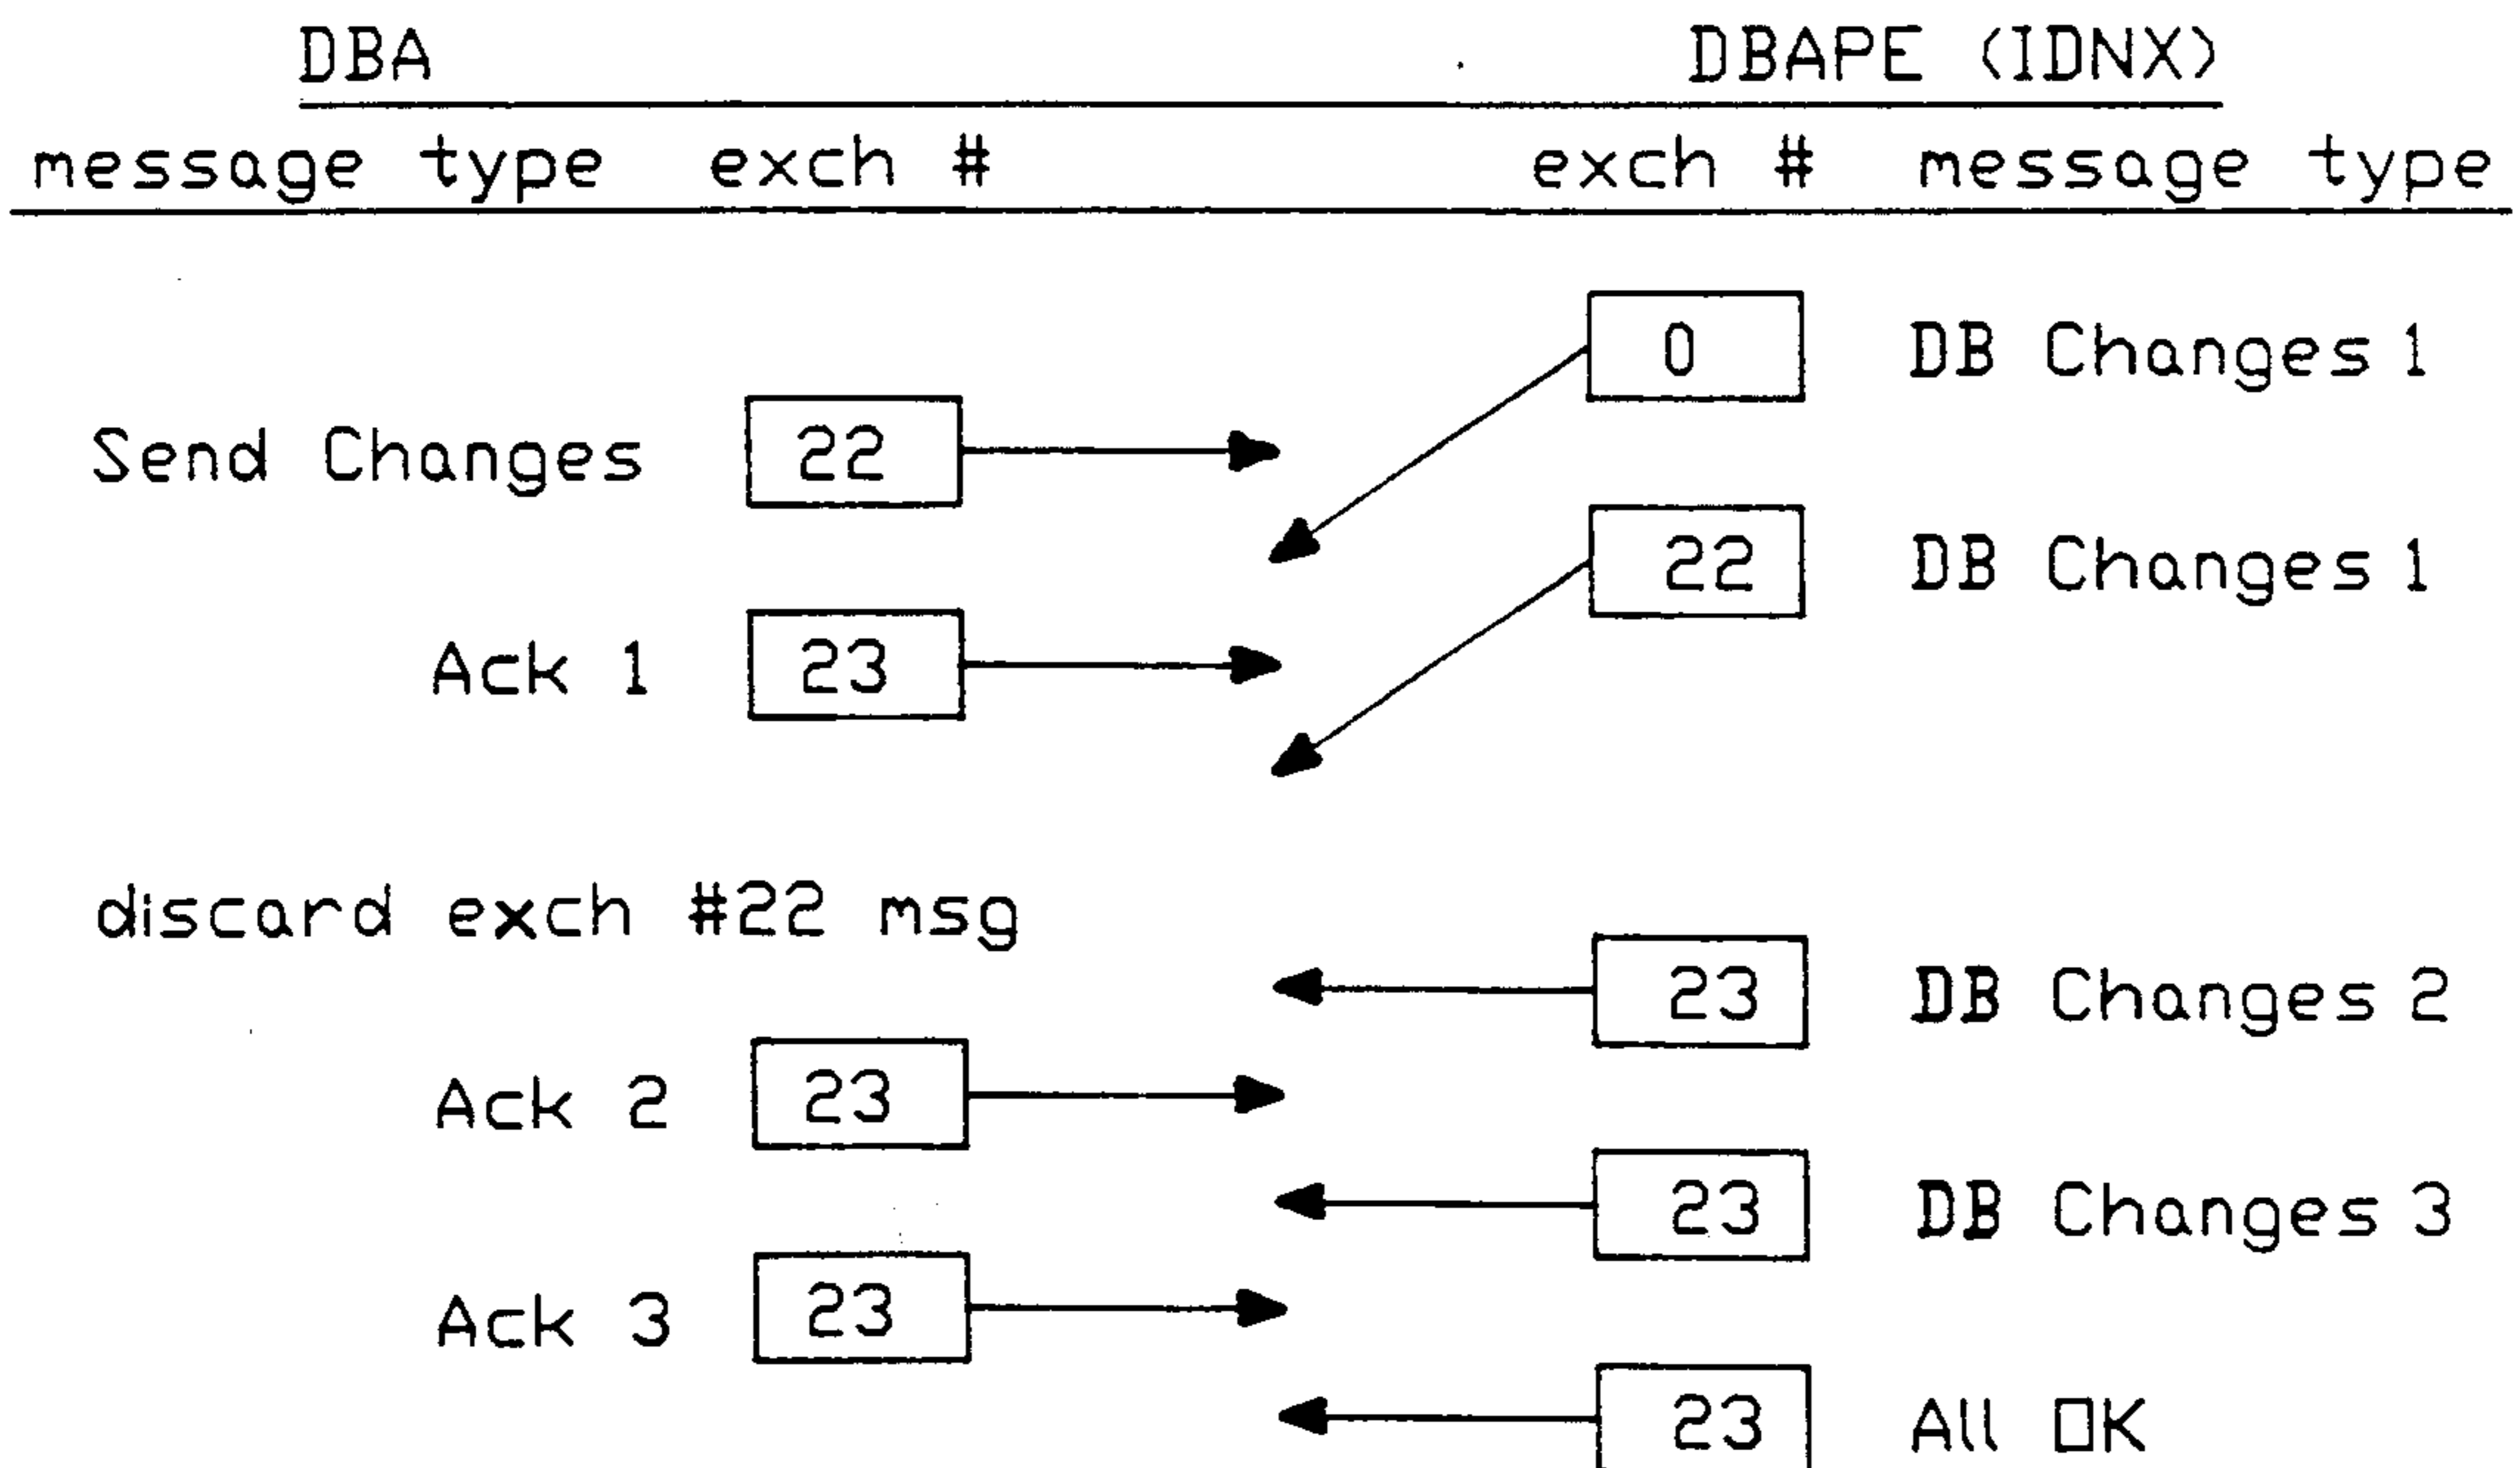 DBA DBAPE (IDNX)
message type exch # exch # message type
0 DB Changes 1
Send Changes 22
22 DB Changes 1
Ack 1 23
discard exch #22 msg
23 DB Changes 2
Ack 2 23
23 DB Changes 3
Ack 3 23
23 All OK